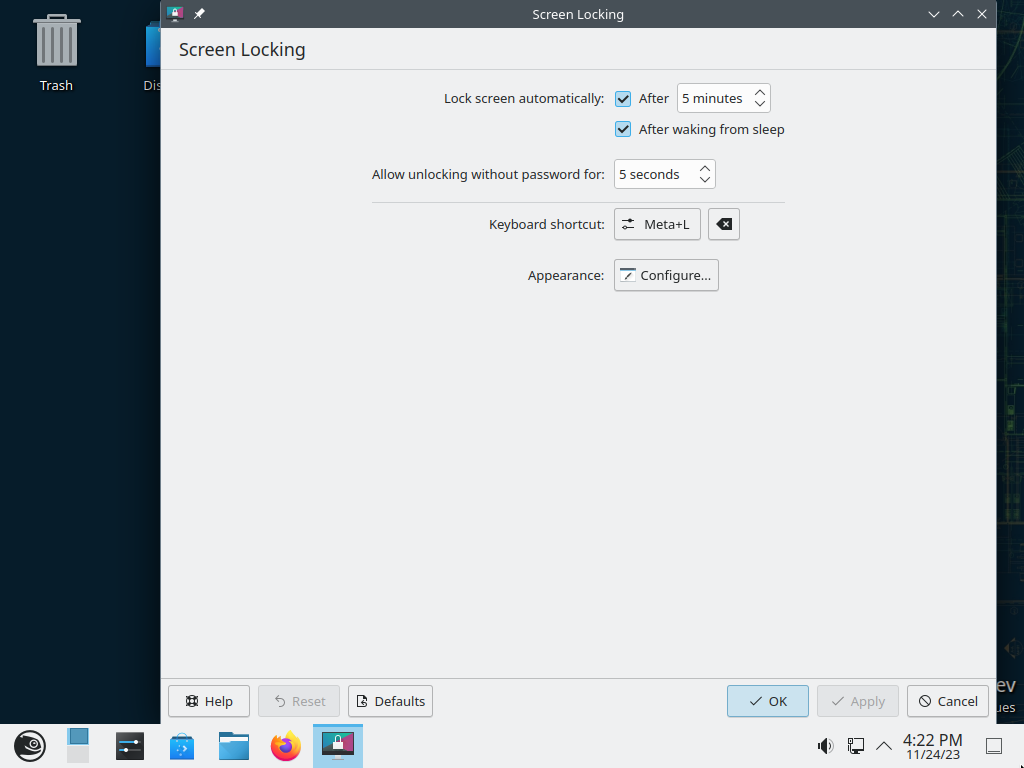 Screen Locking
Screen Locking
Trash
Dis
Lock screen automatically: After 5 minutes
After waking from sleep
Allow unlocking without password for: 5 seconds
Keyboard shortcut: Meta+L
Appearance: Configure...
Help Reset Defaults OK Apply Cancel
ev
ues
4:22 PM
11/24/23